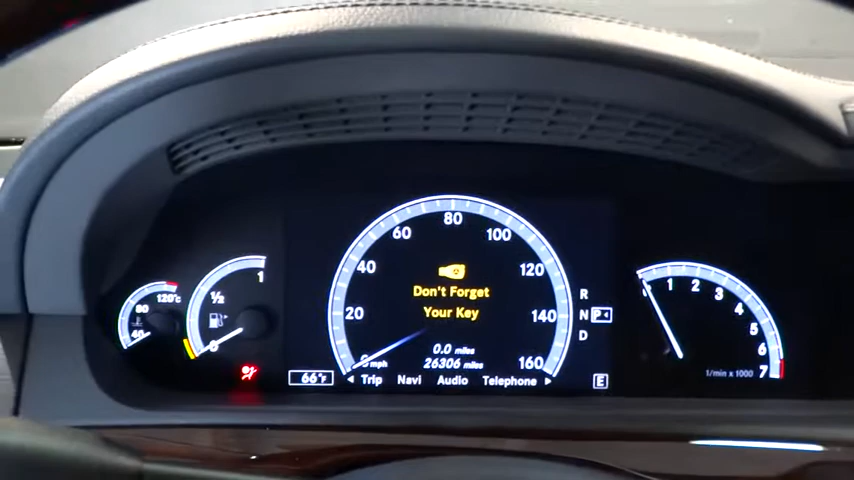 120°C
80
40
1
½
0
80
60
100
40
120
Don't Forget
20
Your Key
140
0.0 miles
0 mph
26306 miles
160
66°F
Trip Navi Audio Telephone
R
N P
D
E
0 1 2 3 4 5 6 7
1/min x 1000